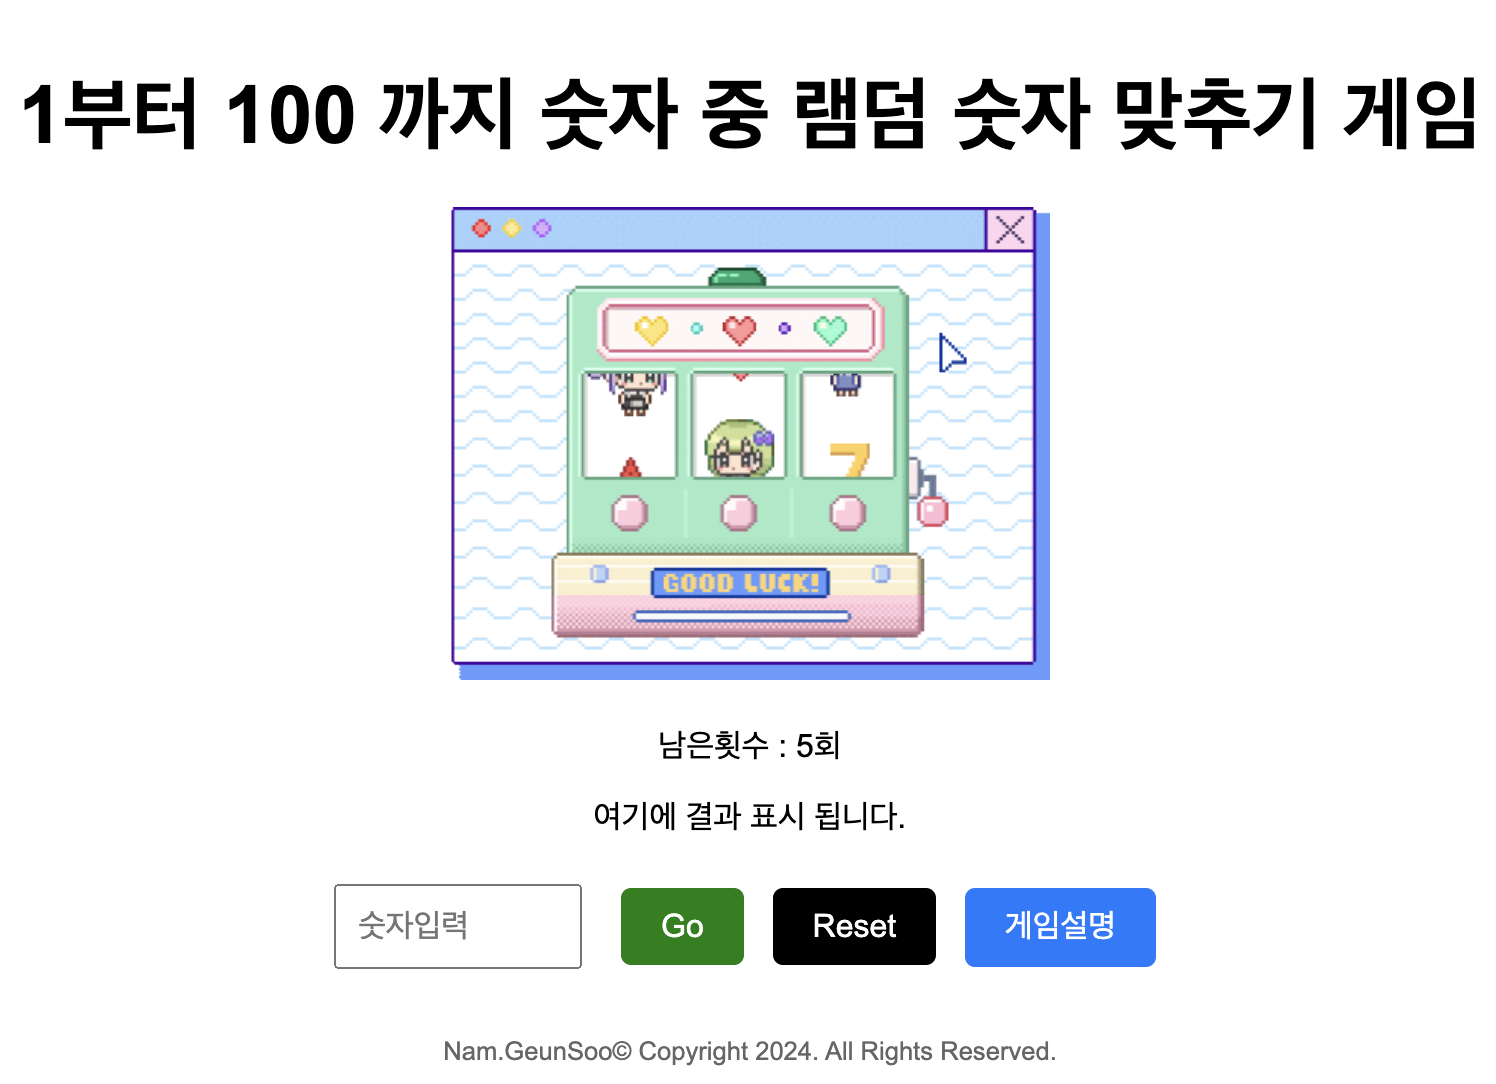 1부터 100 까지 숫자 중 램덤 숫자 맞추기 게임
7
GOOD LUCK!
남은횟수 : 5회
여기에 결과 표시 됩니다.
숫자입력 Go Reset 게임설명
Nam.GeunSoo© Copyright 2024. All Rights Reserved.